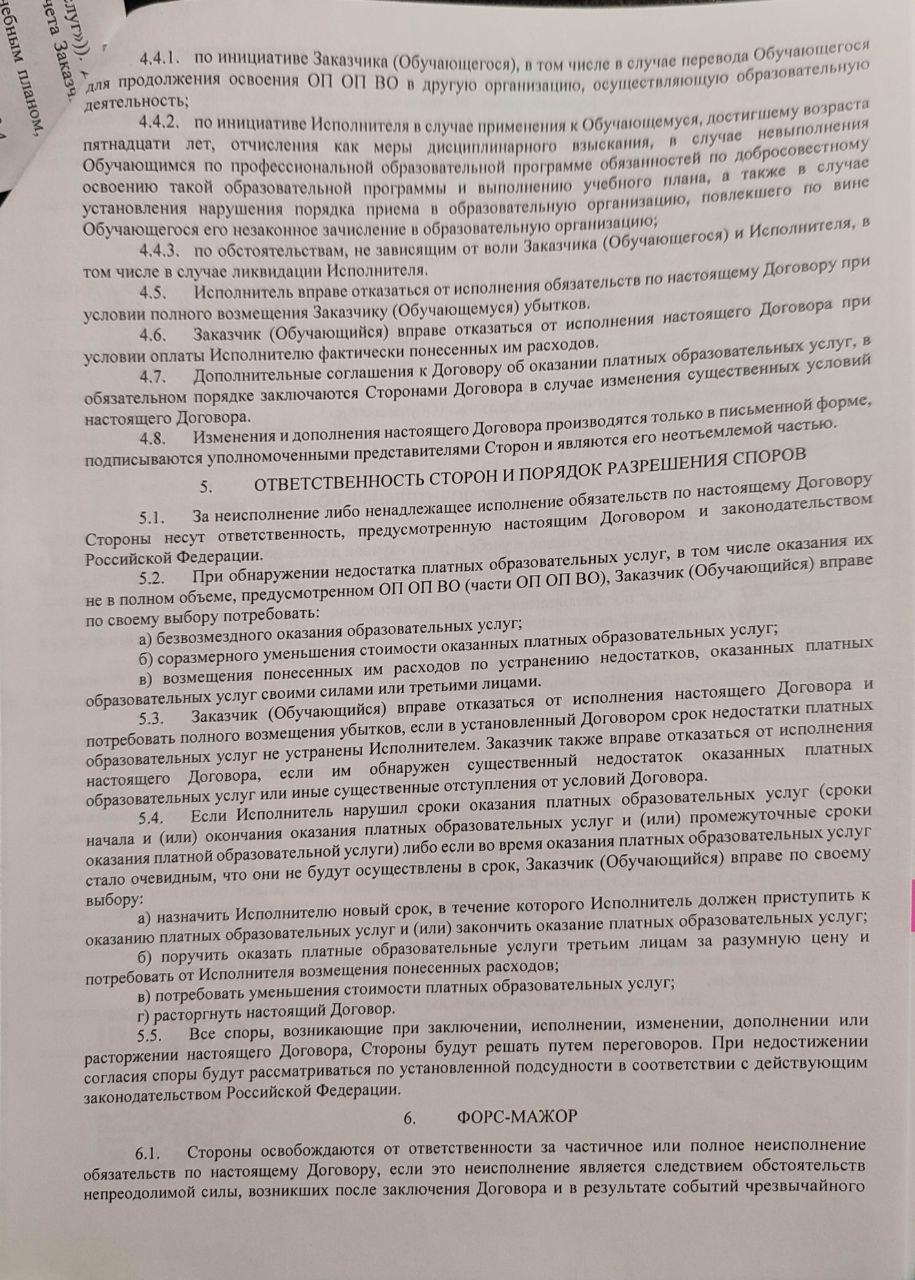 слуг»)).
чета Заказч
чебным планом,
4.4.1. по инициативе Заказчика (Обучающегося), в том числе в случае перевода Обучающегося
для продолжения освоения ОП ОП ВО в другую организацию, осуществляющую образовательную
деятельность;
4.4.2. по инициативе Исполнителя в случае применения к Обучающемуся, достигшему возраста
пятнадцати лет, отчисления как меры дисциплинарного взыскания, в случае невыполнения
Обучающимся по профессиональной образовательной программе обязанностей по добросовестному
освоению такой образовательной программы и выполнению учебного плана, а также в случае
установления нарушения порядка приема в образовательную организацию, повлекшего по вине
Обучающегося его незаконное зачисление в образовательную организацию;
4.4.3. по обстоятельствам, не зависящим от воли Заказчика (Обучающегося) и Исполнителя, в
том числе в случае ликвидации Исполнителя.
4.5. Исполнитель вправе отказаться от исполнения обязательств по настоящему Договору при
условии полного возмещения Заказчику (Обучающемуся) убытков.
4.6. Заказчик (Обучающийся) вправе отказаться от исполнения настоящего Договора при
условии оплаты Исполнителю фактически понесенных им расходов.
4.7. Дополнительные соглашения к Договору об оказании платных образовательных услуг, в
обязательном порядке заключаются Сторонами Договора в случае изменения существенных условий
настоящего Договора.
4.8. Изменения и дополнения настоящего Договора производятся только в письменной форме,
подписываются уполномоченными представителями Сторон и являются его неотъемлемой частью.
5. ОТВЕТСТВЕННОСТЬ СТОРОН И ПОРЯДОК РАЗРЕШЕНИЯ СПОРОВ
5.1. За неисполнение либо ненадлежащее исполнение обязательств по настоящему Договору
Стороны несут ответственность, предусмотренную настоящим Договором и законодательством
Российской Федерации.
5.2. При обнаружении недостатка платных образовательных услуг, в том числе оказания их
не в полном объеме, предусмотренном ОП ОП ВО (части ОП ОП ВО), Заказчик (Обучающийся) вправе
по своему выбору потребовать:
а) безвозмездного оказания образовательных услуг;
б) соразмерного уменьшения стоимости оказанных платных образовательных услуг;
в) возмещения понесенных им расходов по устранению недостатков, оказанных платных
образовательных услуг своими силами или третьими лицами.
5.3. Заказчик (Обучающийся) вправе отказаться от исполнения настоящего Договора и
потребовать полного возмещения убытков, если в установленный Договором срок недостатки платных
образовательных услуг не устранены Исполнителем. Заказчик также вправе отказаться от исполнения
настоящего Договора, если им обнаружен существенный недостаток оказанных платных
образовательных услуг или иные существенные отступления от условий Договора.
5.4. Если Исполнитель нарушил сроки оказания платных образовательных услуг (сроки
начала и (или) окончания оказания платных образовательных услуг и (или) промежуточные сроки
оказания платной образовательной услуги) либо если во время оказания платных образовательных услуг
стало очевидным, что они не будут осуществлены в срок, Заказчик (Обучающийся) вправе по своему
выбору:
а) назначить Исполнителю новый срок, в течение которого Исполнитель должен приступить к
оказанию платных образовательных услуг и (или) закончить оказание платных образовательных услуг;
б) поручить оказать платные образовательные услуги третьим лицам за разумную цену и
потребовать от Исполнителя возмещения понесенных расходов;
в) потребовать уменьшения стоимости платных образовательных услуг;
г) расторгнуть настоящий Договор.
5.5. Все споры, возникающие при заключении, исполнении, изменении, дополнении или
расторжении настоящего Договора, Стороны будут решать путем переговоров. При недостижении
согласия споры будут рассматриваться по установленной подсудности в соответствии с действующим
законодательством Российской Федерации.
6. ФОРС-МАЖОР
6.1. Стороны освобождаются от ответственности за частичное или полное неисполнение
обязательств по настоящему Договору, если это неисполнение является следствием обстоятельств
непреодолимой силы, возникших после заключения Договора и в результате событий чрезвычайного